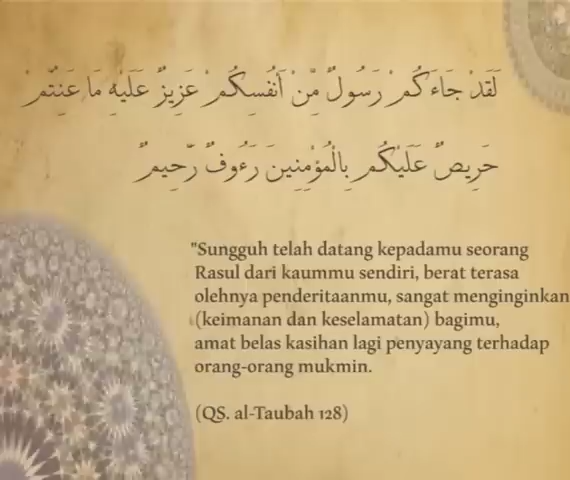 لَقَدْ جَاءَكُمْ رَسُولٌ مِّنْ أَنفُسِكُمْ عَزِيزٌ عَلَيْهِ مَا عَنِتُّمْ
حَرِيصٌ عَلَيْكُم بِالْمُؤْمِنِينَ رَءُوفٌ رَّحِيمٌ
"Sungguh telah datang kepadamu seorang
Rasul dari kaummu sendiri, berat terasa
olehnya penderitaanmu, sangat menginginkan
(keimanan dan keselamatan) bagimu,
amat belas kasihan lagi penyayang terhadap
orang-orang mukmin.
(QS. al-Taubah 128)